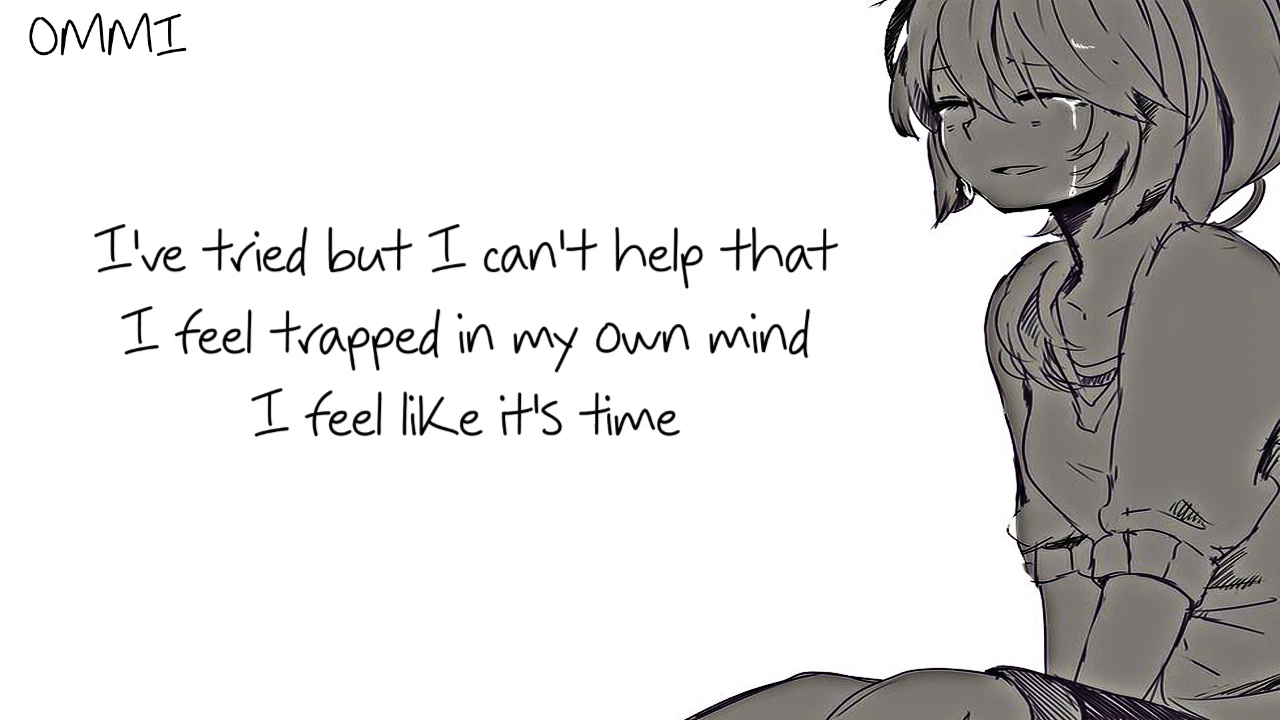 OMMI
I've tried but I can't help that
I feel trapped in my own mind
I feel like it's time